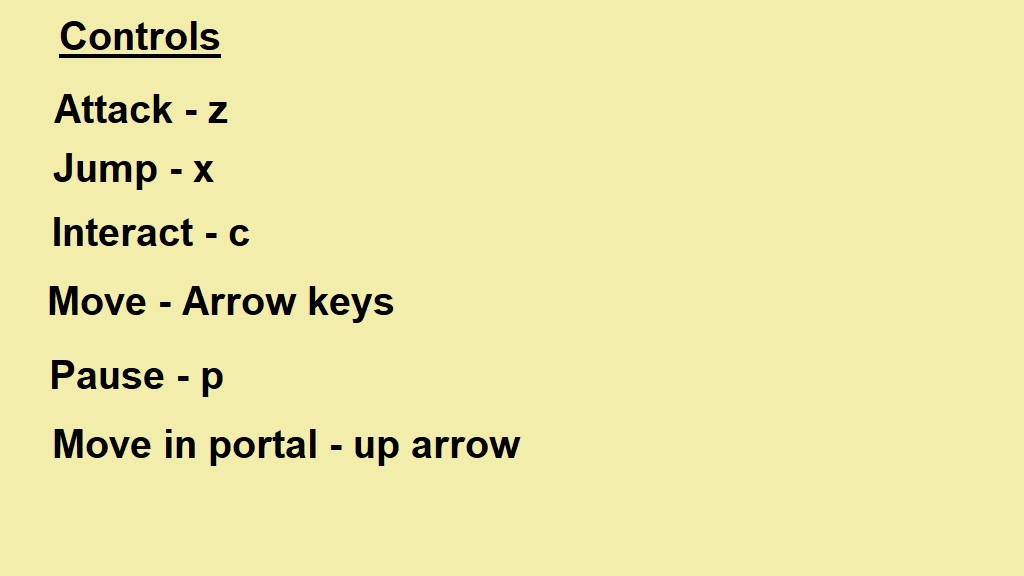 Controls
Attack - z
Jump - x
Interact - c
Move - Arrow keys
Pause - p
Move in portal - up arrow